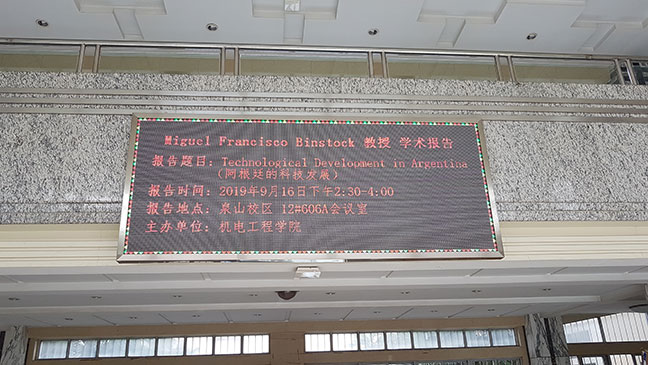 Miguel Francisco Binstock 教授 学术报告
报告题目：Technological Development in Argentina
（阿根廷的科技发展）
报告时间：2019年9月16日下午2:30-4:00
报告地点：泉山校区 12#606A会议室
主办单位：机电工程学院